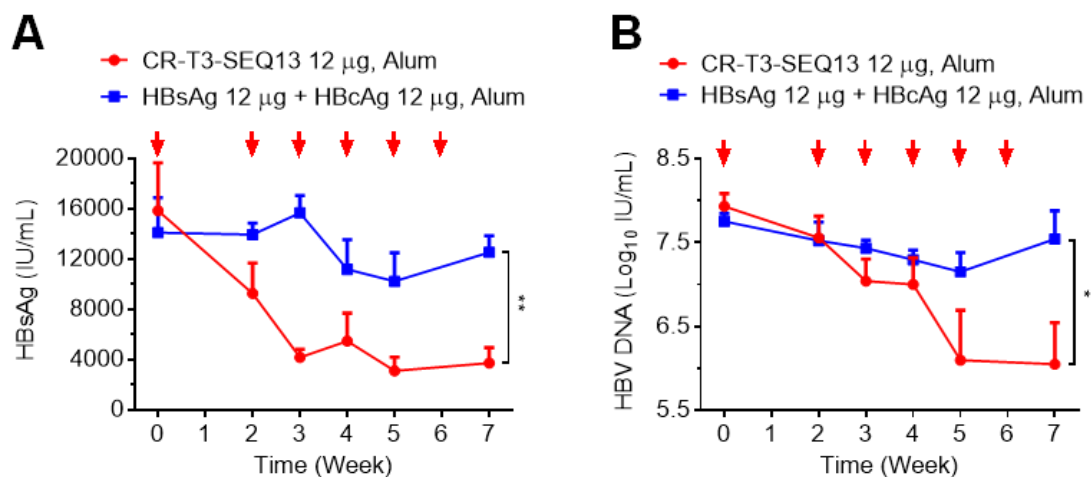 A
CR-T3-SEQ13 12 μg, Alum
HBsAg 12 μg + HBcAg 12 μg, Alum
20000
16000
12000
8000
4000
0
HBsAg (IU/mL)
**
0 1 2 3 4 5 6 7
Time (Week)
B
CR-T3-SEQ13 12 μg, Alum
HBsAg 12 μg + HBcAg 12 μg, Alum
8.5
7.5
6.5
5.5
HBV DNA (Log10 IU/mL)
*
0 1 2 3 4 5 6 7
Time (Week)